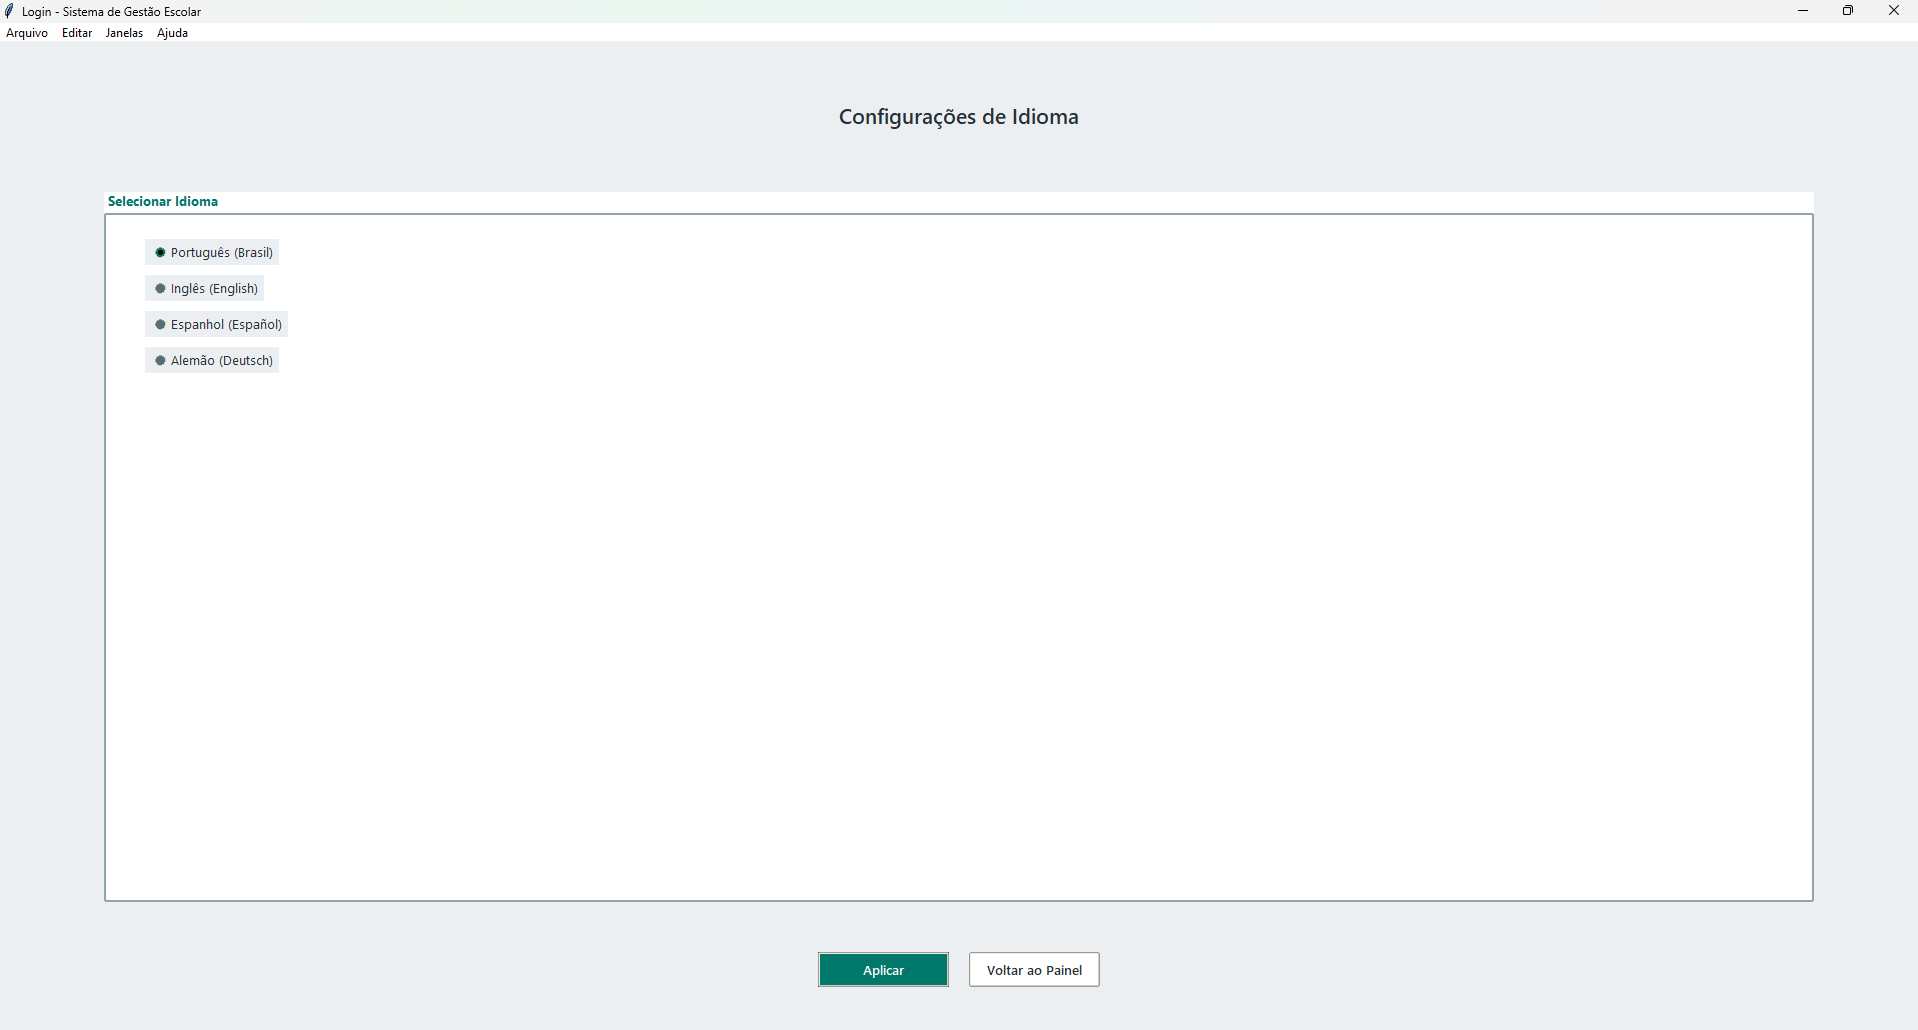 Login - Sistema de Gestão Escolar
Arquivo Editar Janelas Ajuda
Configurações de Idioma
Selecionar Idioma
Português (Brasil)
Inglês (English)
Espanhol (Español)
Alemão (Deutsch)
Aplicar Voltar ao Painel